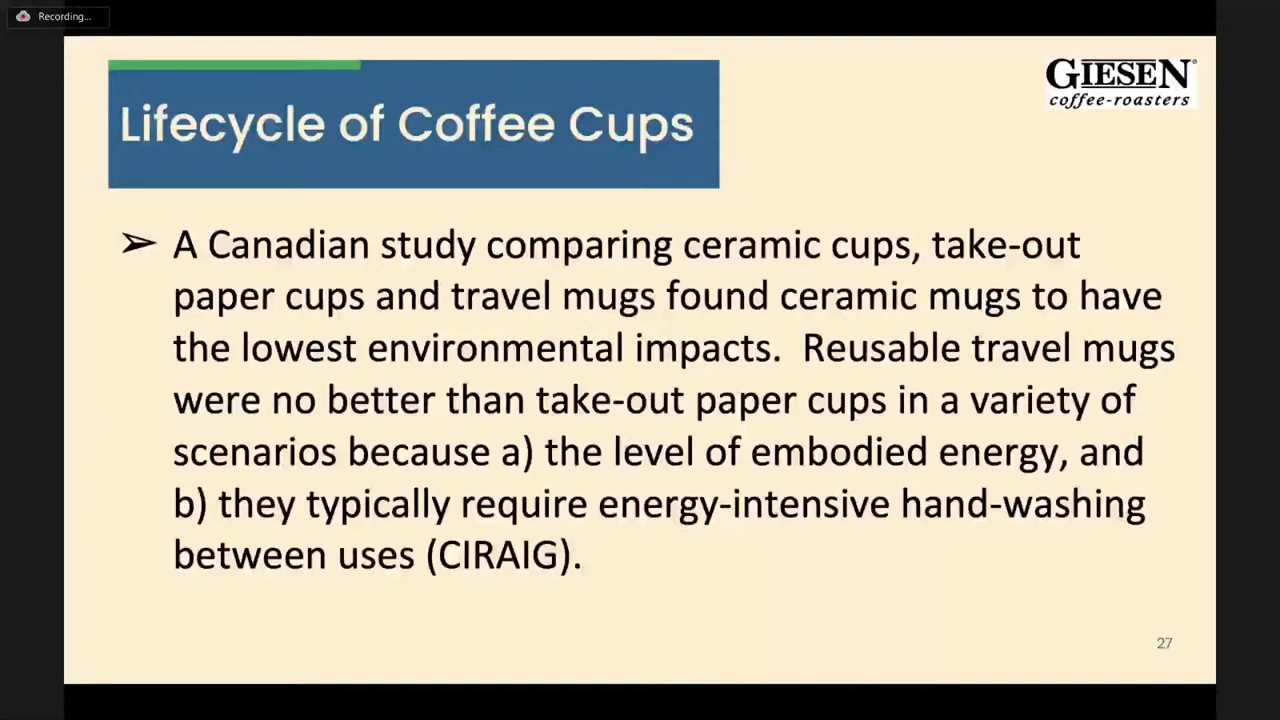 Recording...
GIESEN
coffee-roasters
Lifecycle of Coffee Cups
➢ A Canadian study comparing ceramic cups, take-out
paper cups and travel mugs found ceramic mugs to have
the lowest environmental impacts.  Reusable travel mugs
were no better than take-out paper cups in a variety of
scenarios because a) the level of embodied energy, and
b) they typically require energy-intensive hand-washing
between uses (CIRAIG).
27